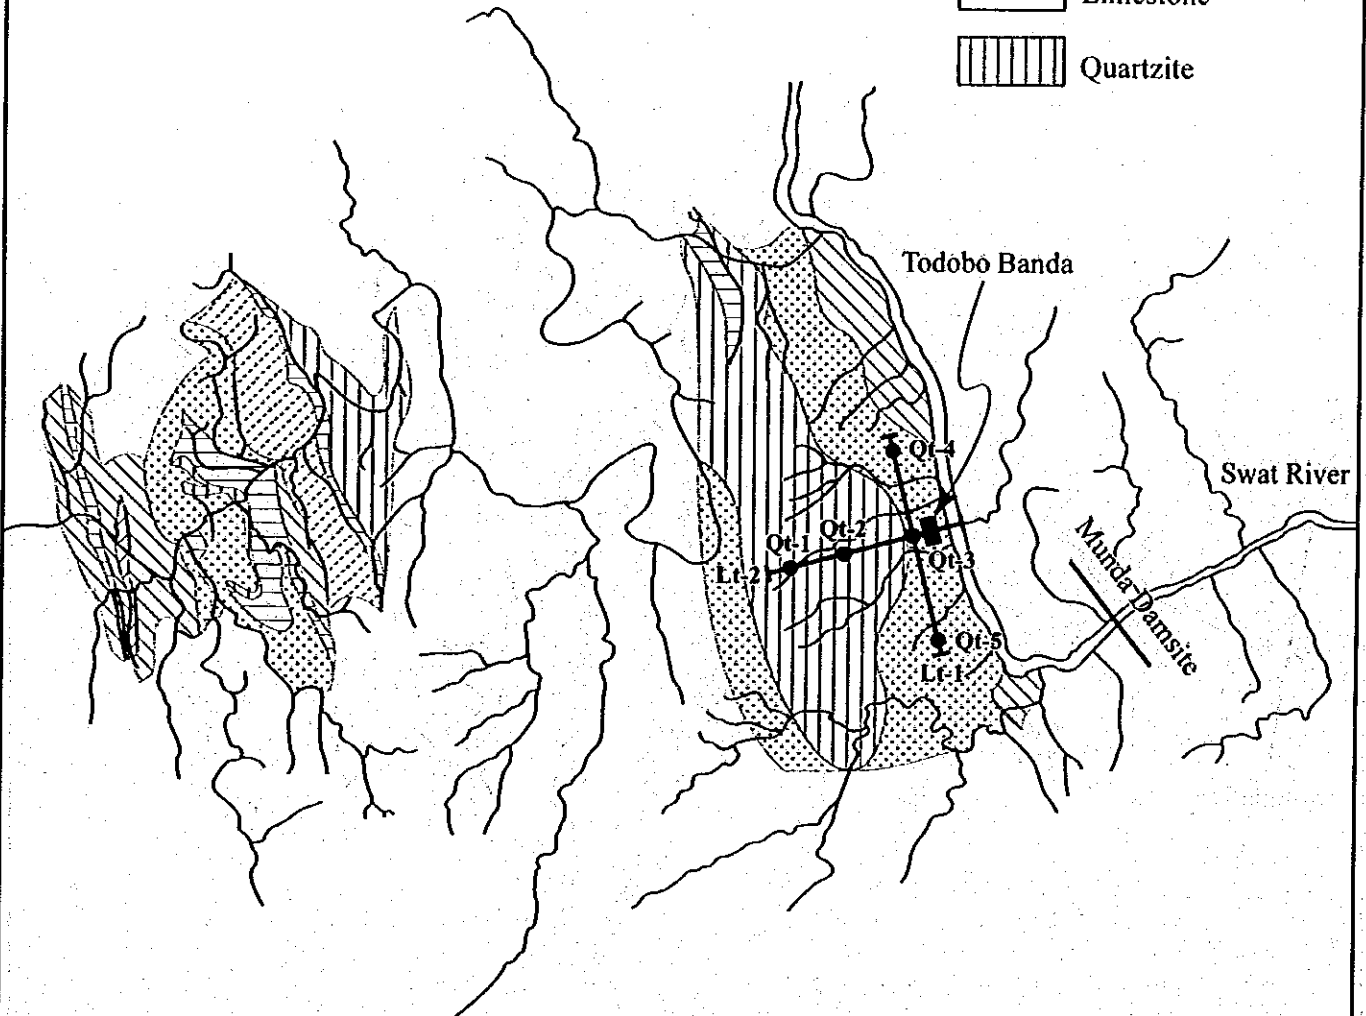 Limestone
Quartzite
Todobo Banda
Qt-4
Swat River
Qt-2
Qt-1
Qt-3
Lt-2
Munda Damsite
Qt-5
Lt-1